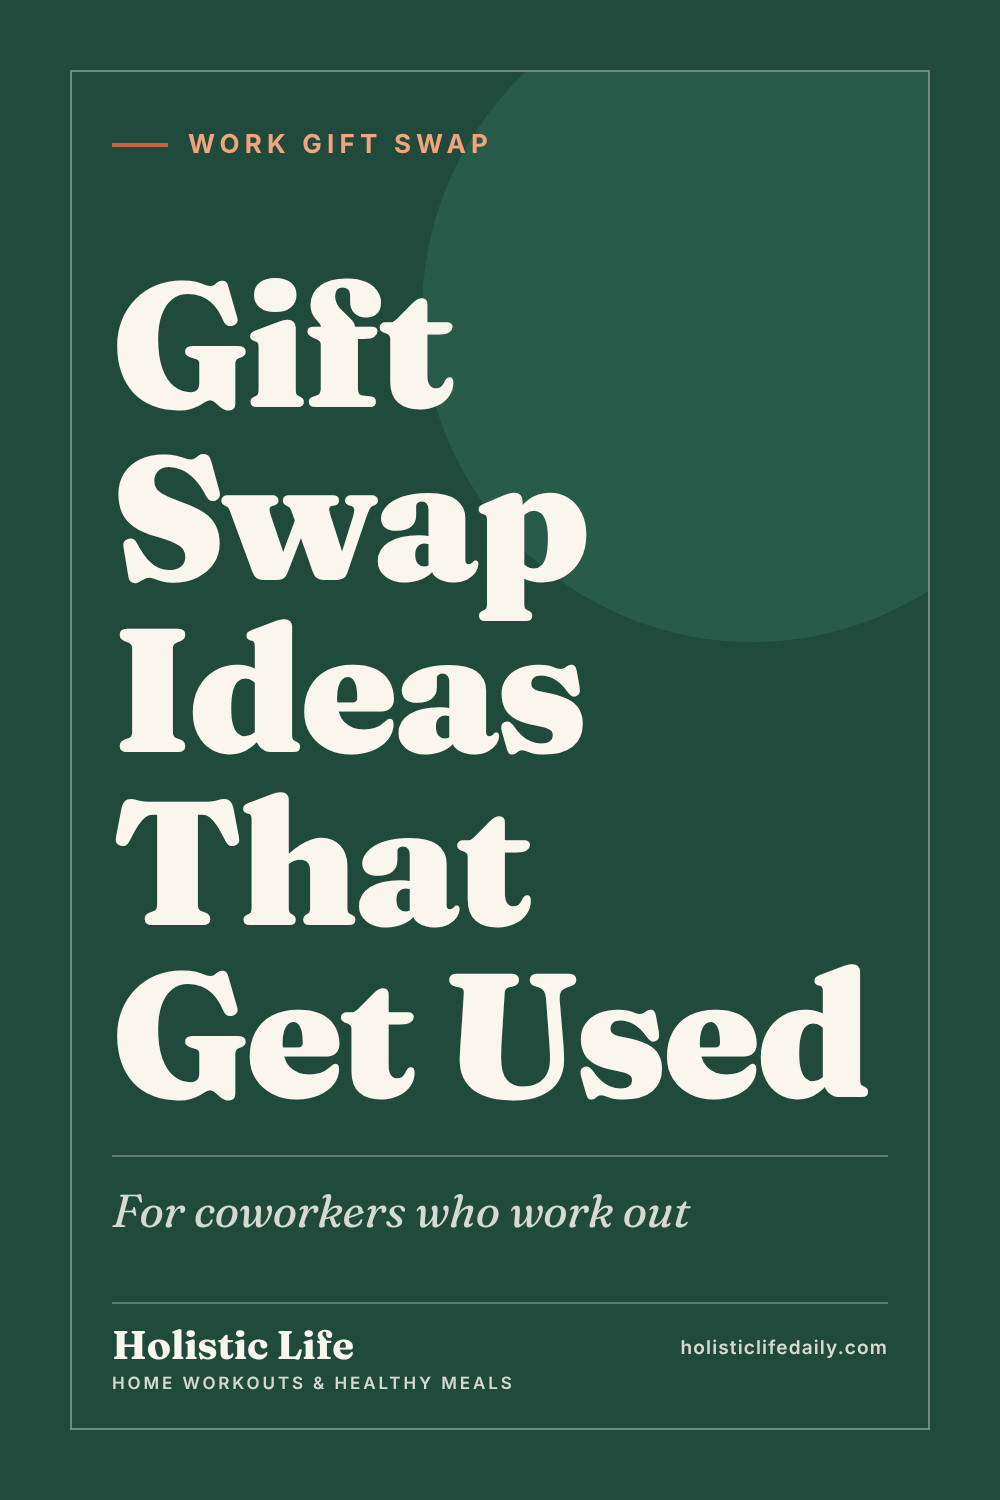 WORK GIFT SWAP
Gift
Swap
Ideas
That
Get Used
For coworkers who work out
Holistic Life
holisticlifedaily.com
HOME WORKOUTS & HEALTHY MEALS